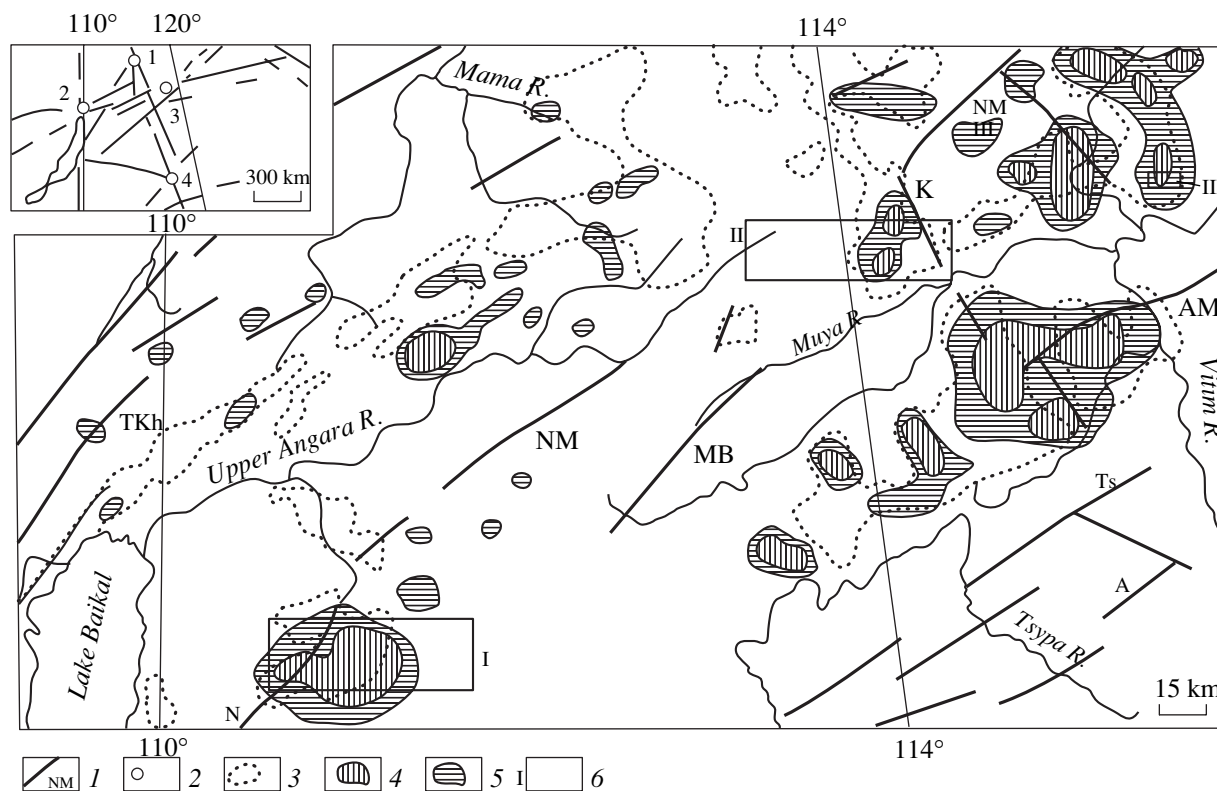 110° 120°
1
2
3
4
300 km
110°
114°
Mama R.
NM
III
K
II
III
Muya R.
AM
Vitim R.
TKh
Upper Angara R.
NM
MB
Ts
A
Tsypa R.
Lake Baikal
I
N
15 km
110°
114°
NM 1 2 3 4 5 I 6